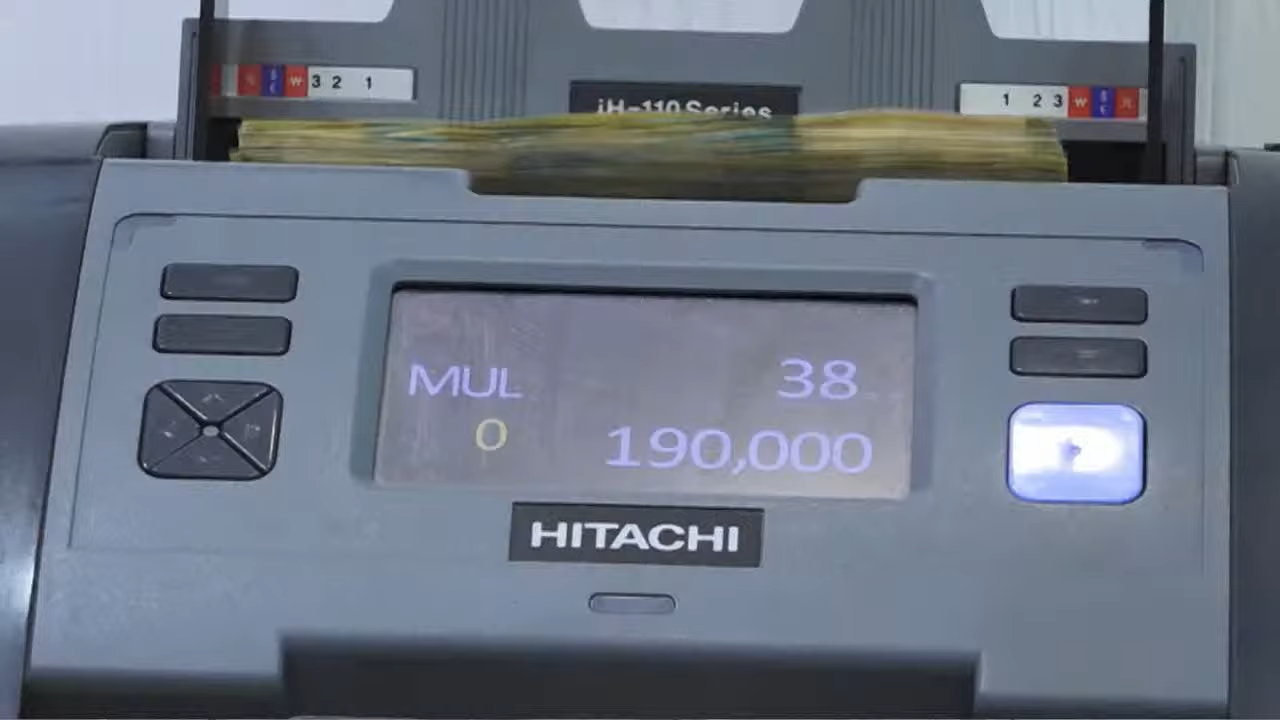 W 3 2 1
iH-110 Series
1 2 3 W
MUL 38
0 190,000
HITACHI